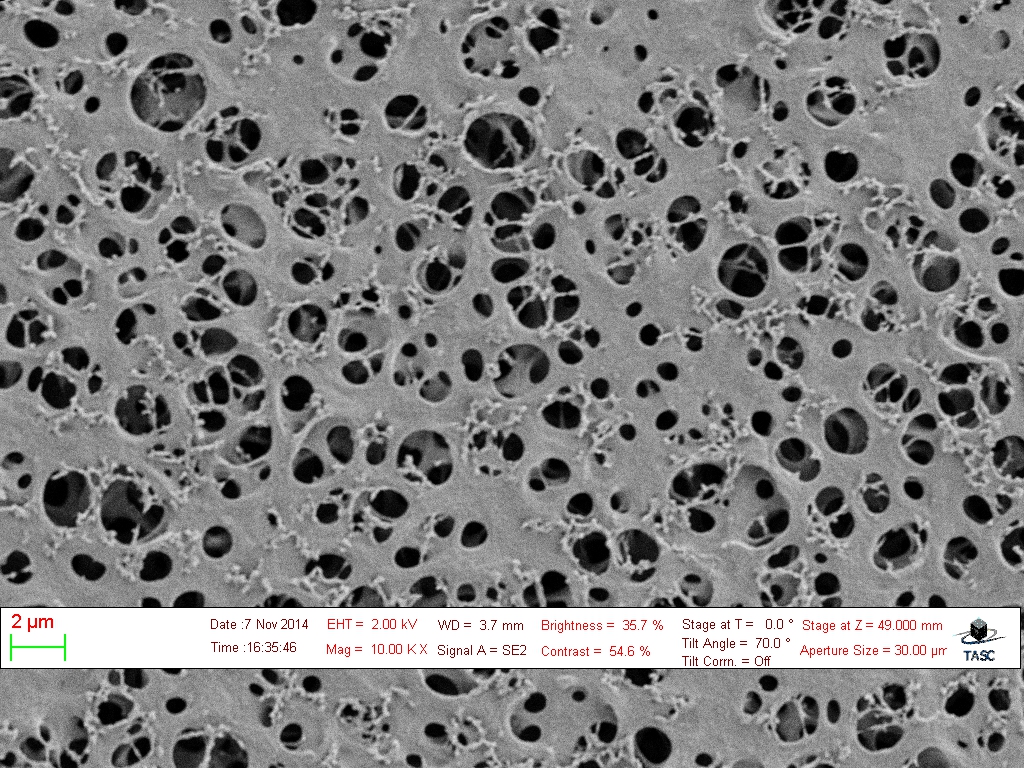 2 µm
Date :7 Nov 2014 EHT = 2.00 kV WD = 3.7 mm Brightness = 35.7 % Stage at T = 0.0 ° Stage at Z = 49.000 mm
Time :16:35:46 Mag = 10.00 K X Signal A = SE2 Contrast = 54.6 % Tilt Angle = 70.0 ° Aperture Size = 30.00 µm
Tilt Corrn. = Off
TASC